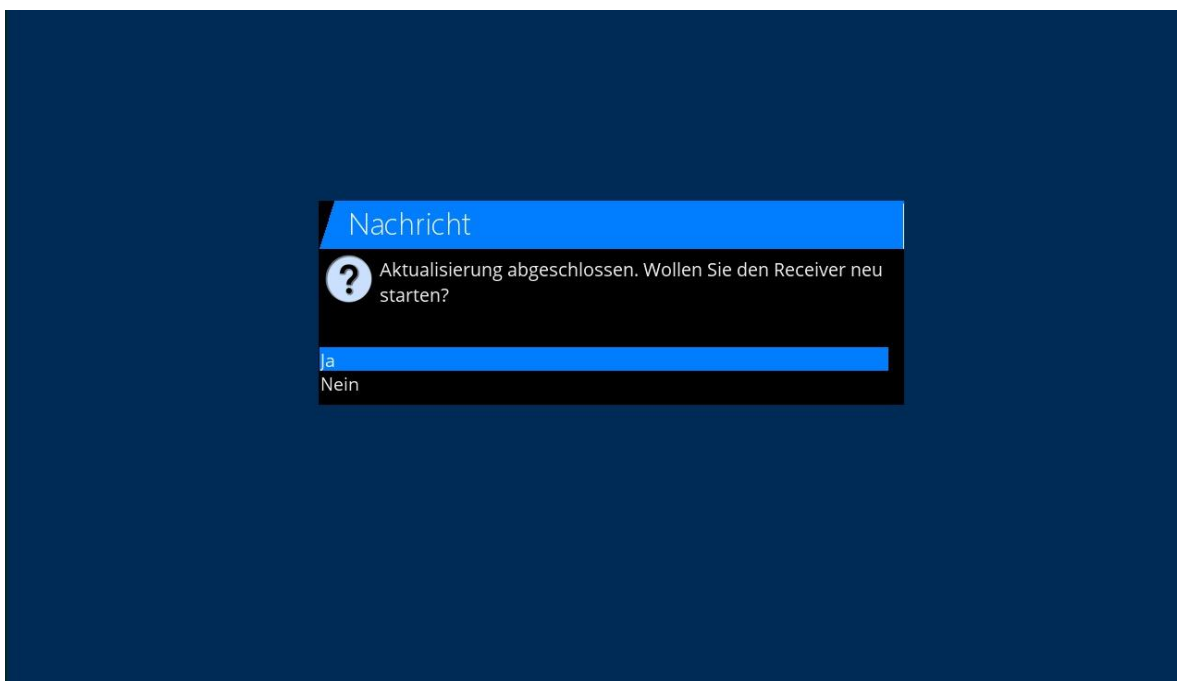 Nachricht
Aktualisierung abgeschlossen. Wollen Sie den Receiver neu
starten?
Ja
Nein